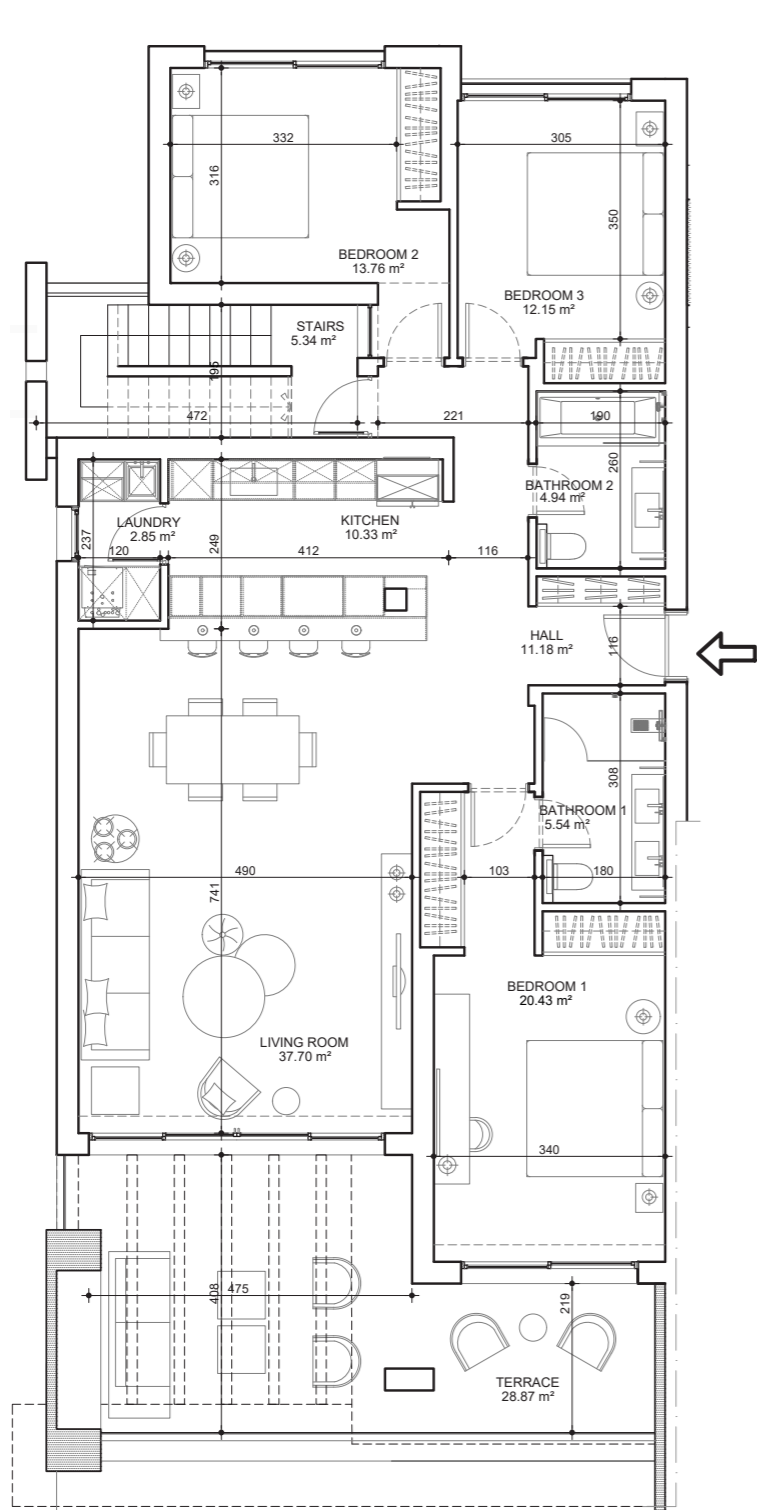 332
316
BEDROOM 2
13.76 m²
305
350
BEDROOM 3
12.15 m²
STAIRS
5.34 m²
195
472
221
190
260
BATHROOM 2
4.94 m²
LAUNDRY
2.85 m²
237
120
KITCHEN
10.33 m²
249
412
116
HALL
11.18 m²
116
308
BATHROOM 1
5.54 m²
490
741
103
180
BEDROOM 1
20.43 m²
LIVING ROOM
37.70 m²
33
340
408
475
219
TERRACE
28.87 m²